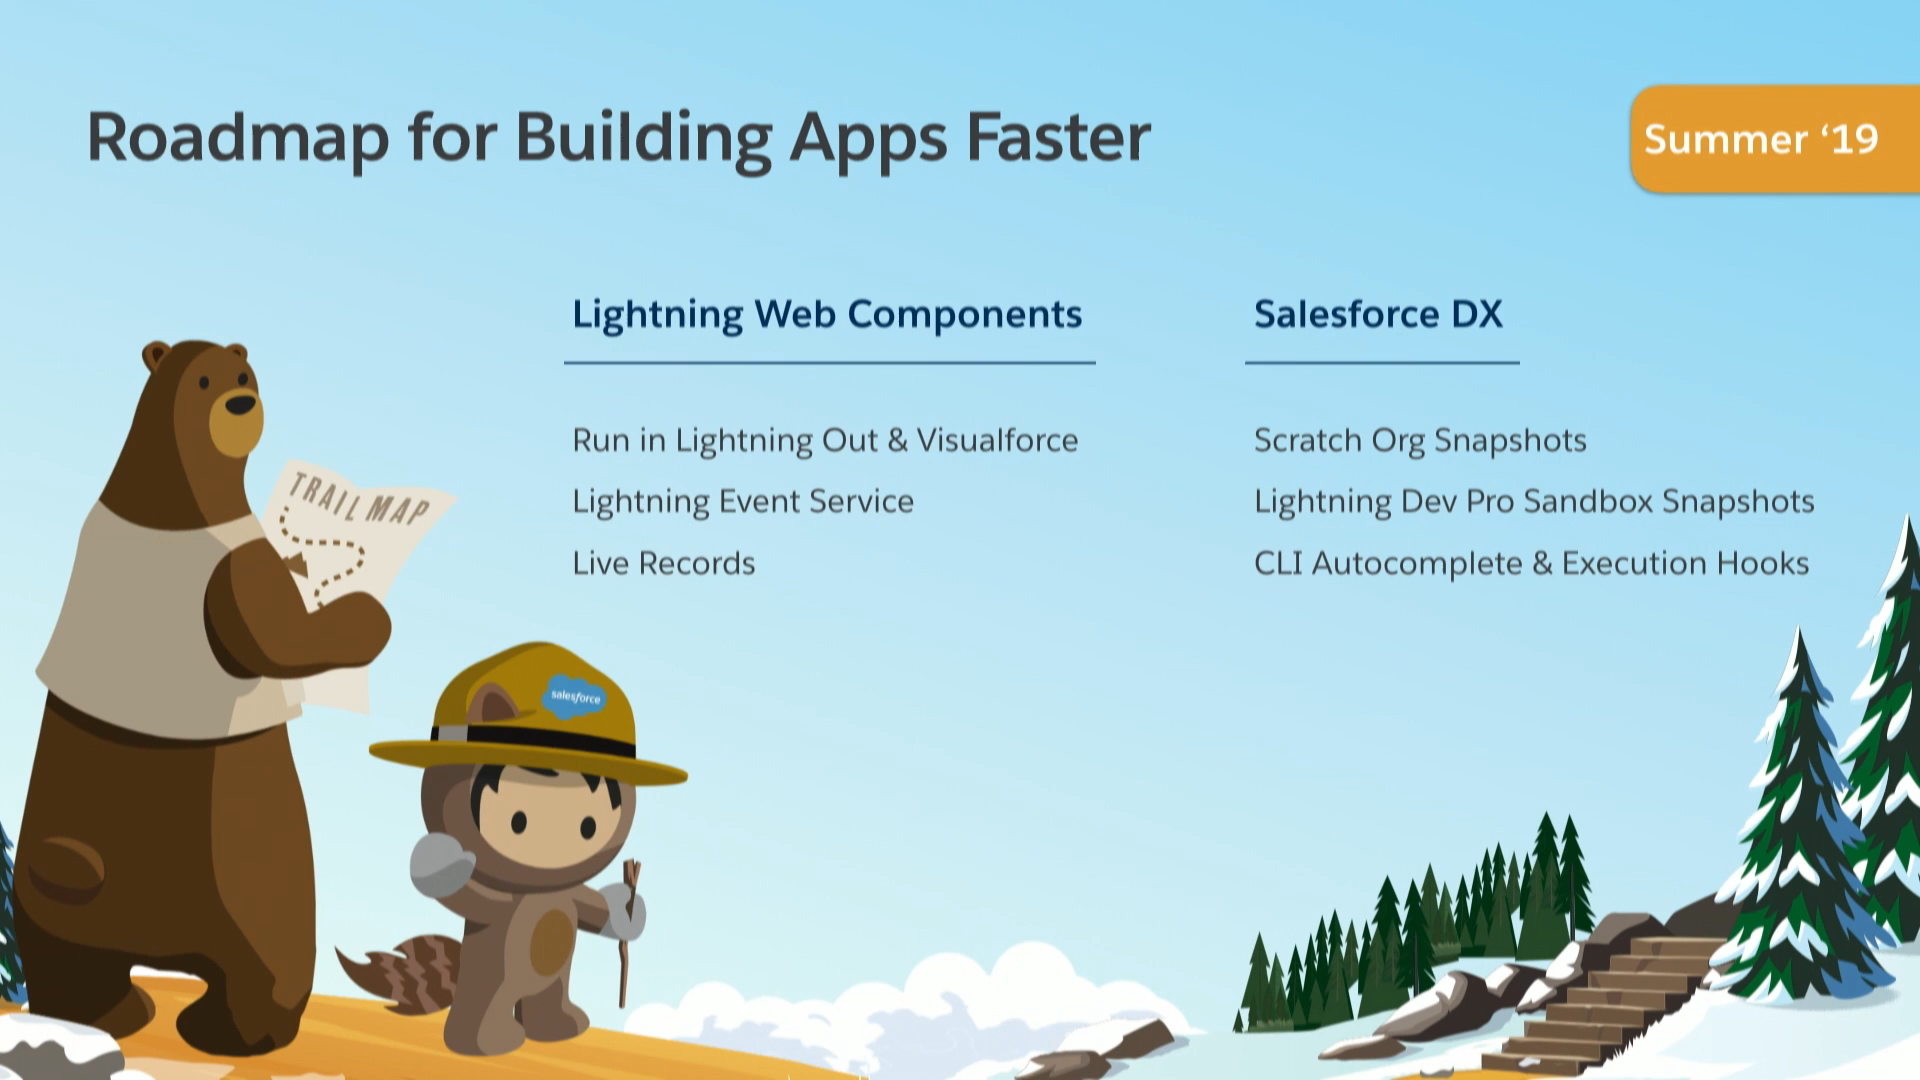 Roadmap for Building Apps Faster
Summer ‘19
Lightning Web Components
Run in Lightning Out & Visualforce
Lightning Event Service
Live Records
Salesforce DX
Scratch Org Snapshots
Lightning Dev Pro Sandbox Snapshots
CLI Autocomplete & Execution Hooks
TRAIL MAP
salesforce